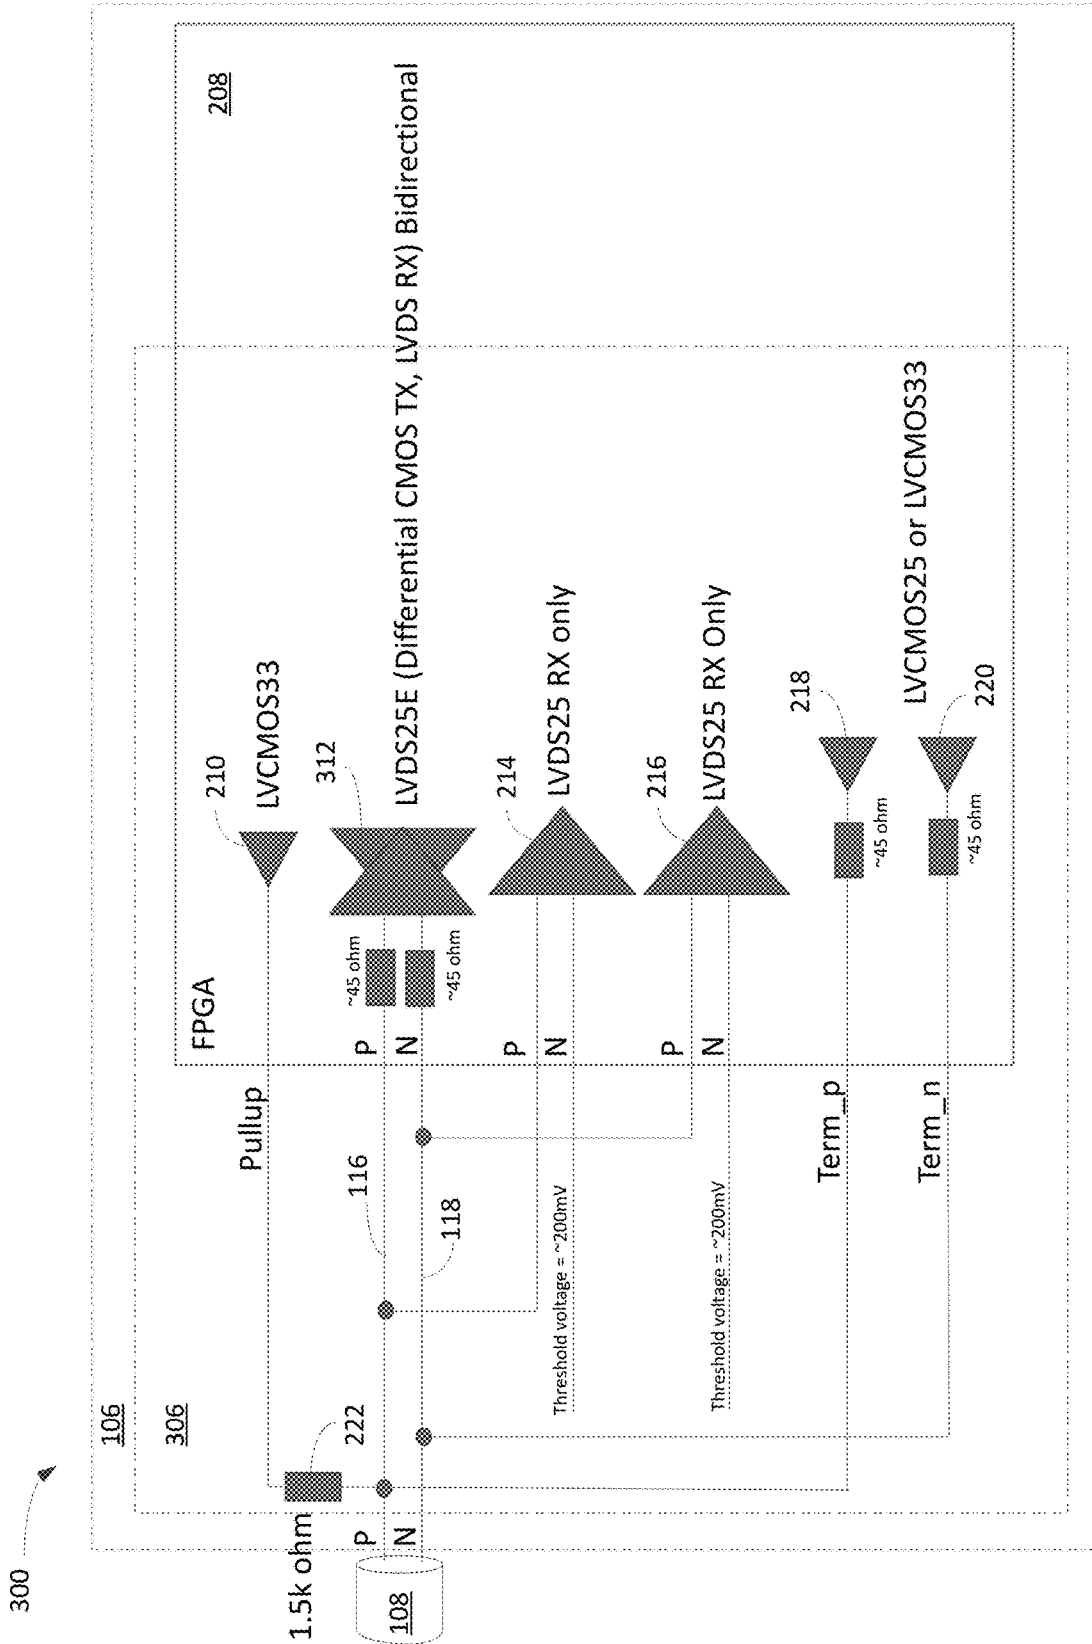 300
106
306
208
FPGA
Pullup
210
LVCMOS33
1.5k ohm
222
P
N
108
116
118
P
N
~45 ohm
~45 ohm
312
LVDS25E (Differential CMOS TX, LVDS RX) Bidirectional
P
N
214
LVDS25 RX only
Threshold voltage = ~200mV
P
N
216
LVDS25 RX Only
Threshold voltage = ~200mV
Term_p
~45 ohm
218
LVCMOS25 or LVCMOS33
Term_n
~45 ohm
220